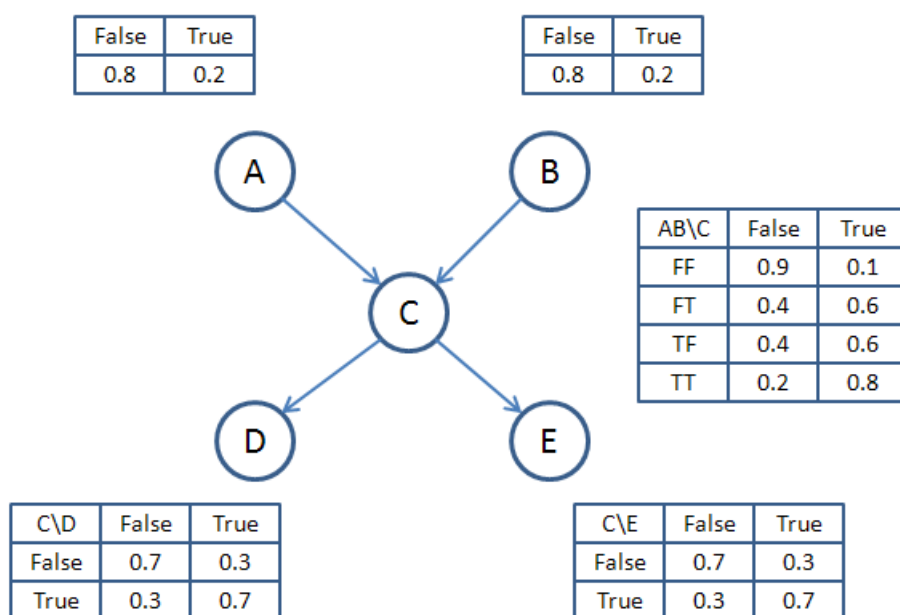 False True False True
0.8 0.2 0.8 0.2
A B
AB\C False True
FF 0.9 0.1
FT 0.4 0.6
TF 0.4 0.6
TT 0.2 0.8
C
D E
C\D False True
False 0.7 0.3
True 0.3 0.7
C\E False True
False 0.7 0.3
True 0.3 0.7